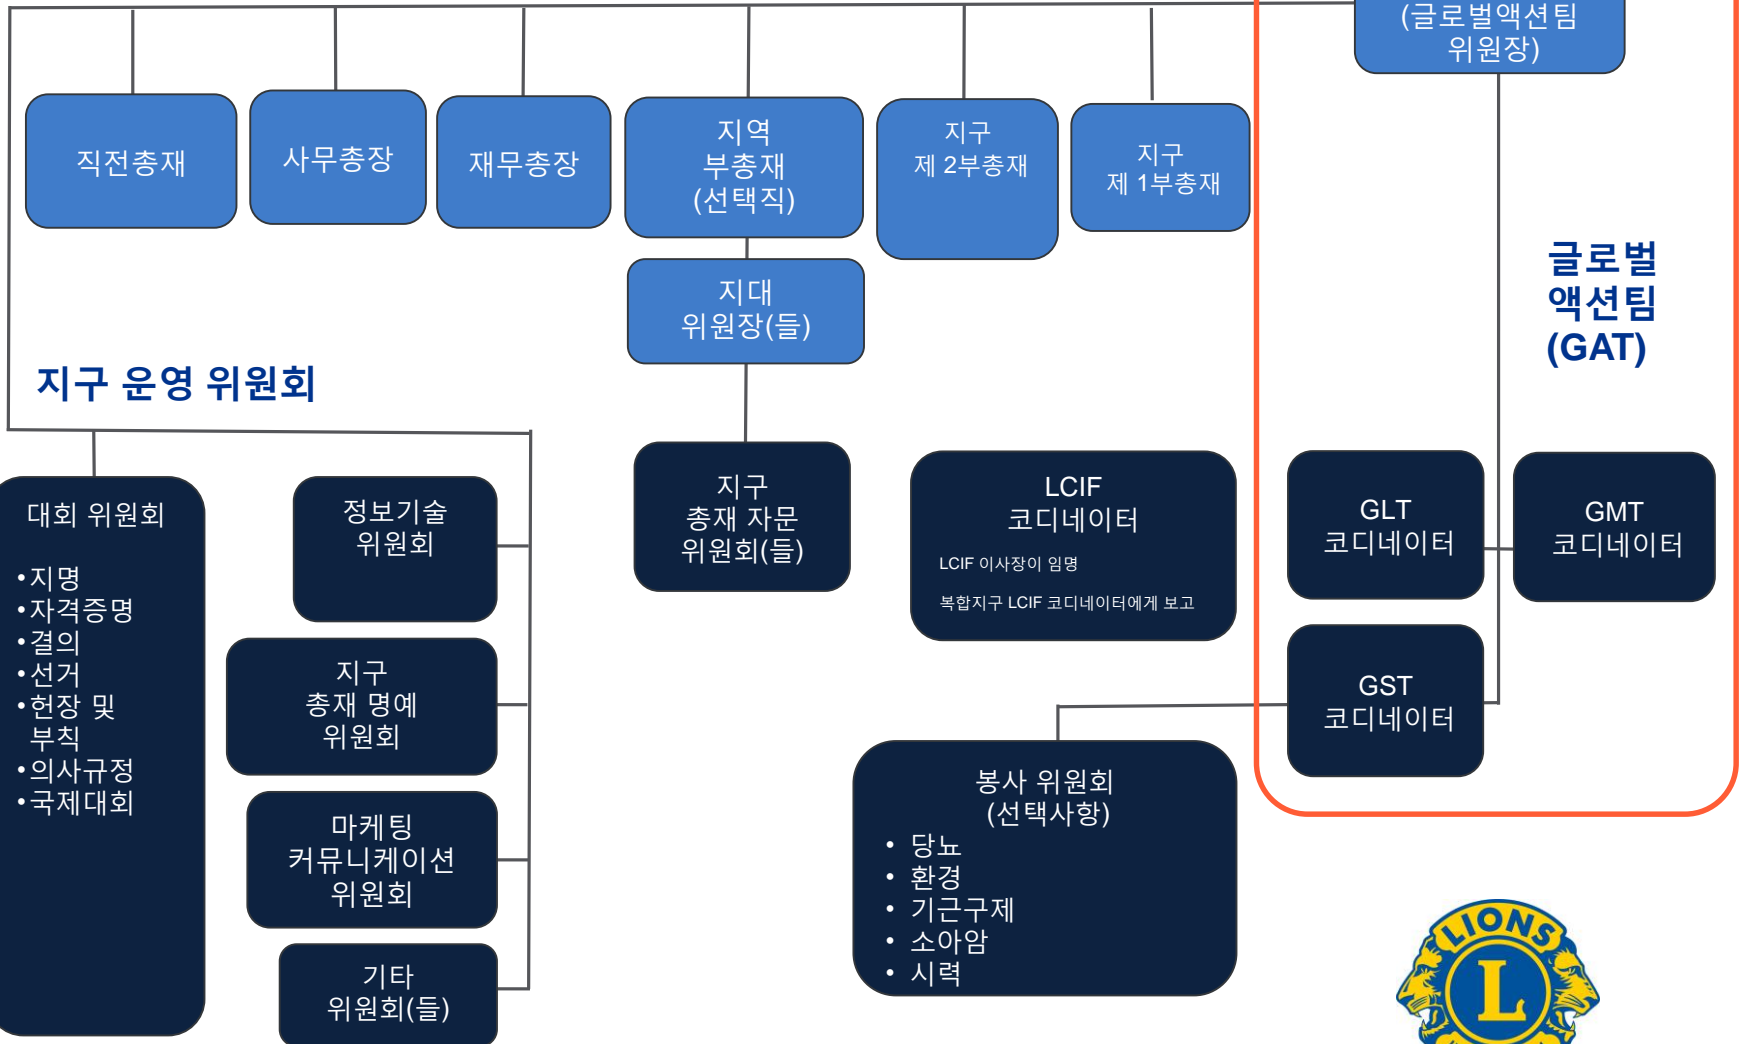 (글로벌액션팀
위원장)
직전총재
사무총장
재무총장
지역
부총재
(선택직)
지구
제 2부총재
지구
제 1부총재
지대
위원장(들)
글로벌
액션팀
(GAT)
지구 운영 위원회
대회 위원회
•지명
•자격증명
•결의
•선거
•헌장 및
부칙
•의사규정
•국제대회
정보기술
위원회
지구
총재 명예
위원회
마케팅
커뮤니케이션
위원회
기타
위원회(들)
지구
총재 자문
위원회(들)
LCIF
코디네이터
LCIF 이사장이 임명
복합지구 LCIF 코디네이터에게 보고
GLT
코디네이터
GMT
코디네이터
GST
코디네이터
봉사 위원회
(선택사항)
• 당뇨
• 환경
• 기근구제
• 소아암
• 시력
LIONS
L